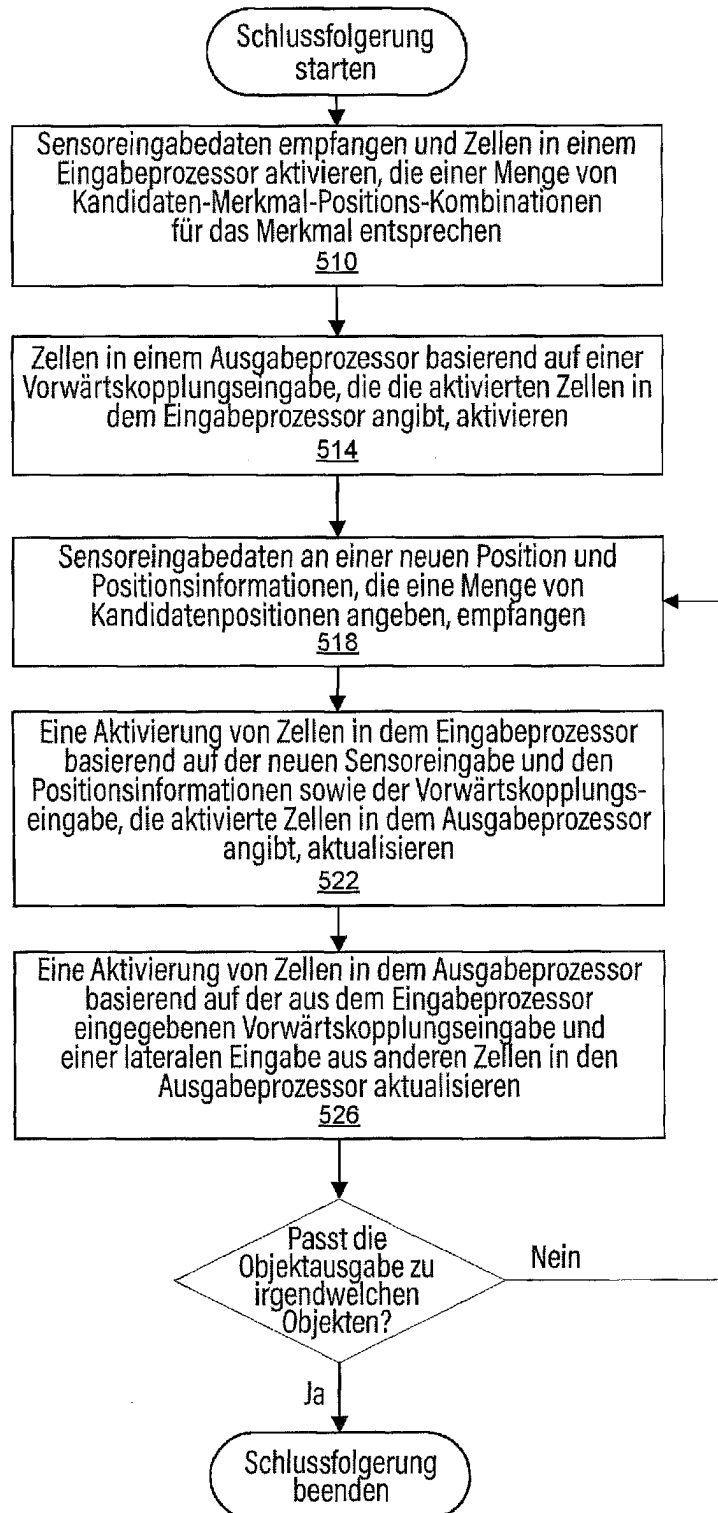 Schlussfolgerung
starten
Sensoreingabedaten empfangen und Zellen in einem
Eingabeprozessor aktivieren, die einer Menge von
Kandidaten-Merkmal-Positions-Kombinationen
für das Merkmal entsprechen
510
Zellen in einem Ausgabeprozessor basierend auf einer
Vorwärtskopplungseingabe, die die aktivierten Zellen in
dem Eingabeprozessor angibt, aktivieren
514
Sensoreingabedaten an einer neuen Position und
Positionsinformationen, die eine Menge von
Kandidatenpositionen angeben, empfangen
518
Eine Aktivierung von Zellen in dem Eingabeprozessor
basierend auf der neuen Sensoreingabe und den
Positionsinformationen sowie der Vorwärtskopplungs-
eingabe, die aktivierte Zellen in dem Ausgabeprozessor
angibt, aktualisieren
522
Eine Aktivierung von Zellen in dem Ausgabeprozessor
basierend auf der aus dem Eingabeprozessor
eingegebenen Vorwärtskopplungseingabe und
einer lateralen Eingabe aus anderen Zellen in den
Ausgabeprozessor aktualisieren
526
Passt die
Objektausgabe zu
irgendwelchen
Objekten?
Nein
Ja
Schlussfolgerung
beenden